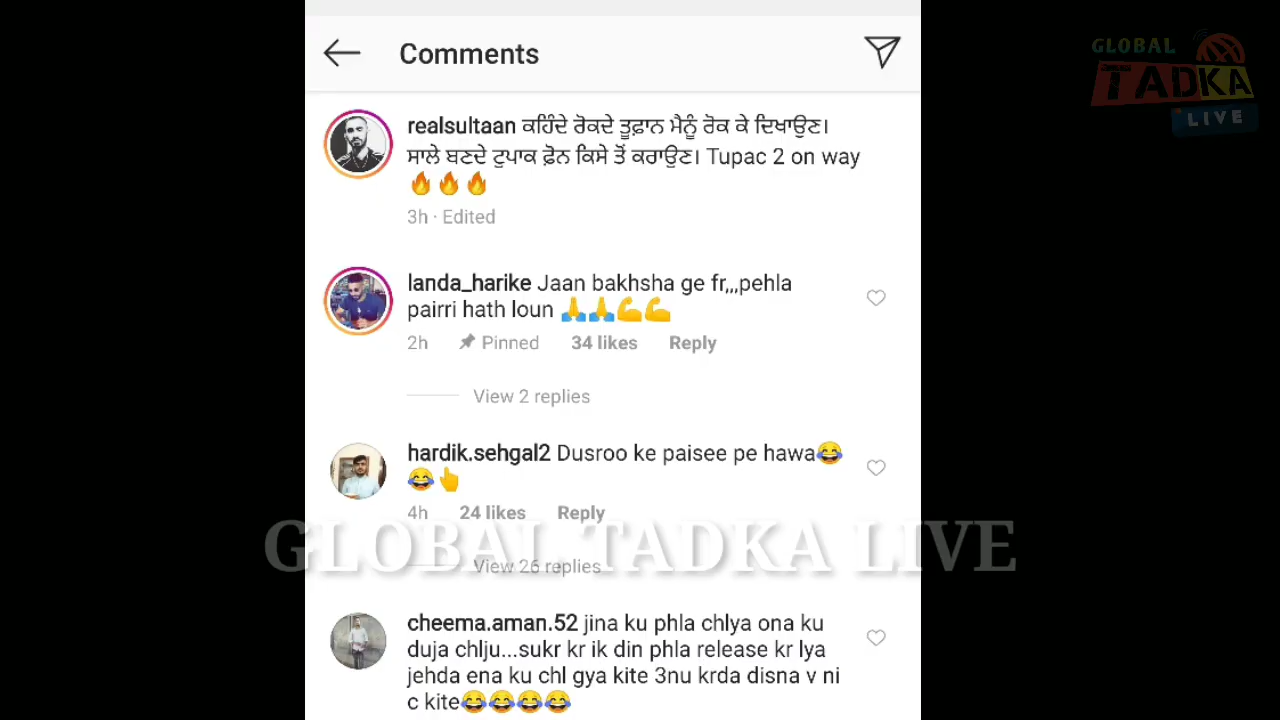 Comments
GLOBAL
TADKA
LIVE
realsultaan ਕਹਿੰਦੇ ਰੋਕਦੇ ਤੂਫ਼ਾਨ ਮੈਨੂੰ ਰੋਕ ਕੇ ਦਿਖਾਉਣ।
ਸਾਲੇ ਬਣਦੇ ਟੁਪਾਕ ਫ਼ੋਨ ਕਿਸੇ ਤੋਂ ਕਰਾਉਣ। Tupac 2 on way
🔥🔥🔥
3h · Edited
landa_harike Jaan bakhsha ge fr,,,pehla
pairri hath loun 🙏🙏💪💪
2h Pinned 34 likes Reply
View 2 replies
hardik.sehgal2 Dusroo ke paisee pe hawa😂
😂👆
4h 24 likes Reply
GLOBAL TADKA LIVE
View 26 replies
cheema.aman.52 jina ku phla chlya ona ku
duja chlju...sukr kr ik din phla release kr lya
jehda ena ku chl gya kite 3nu krda disna v ni
c kite😂😂😂😂